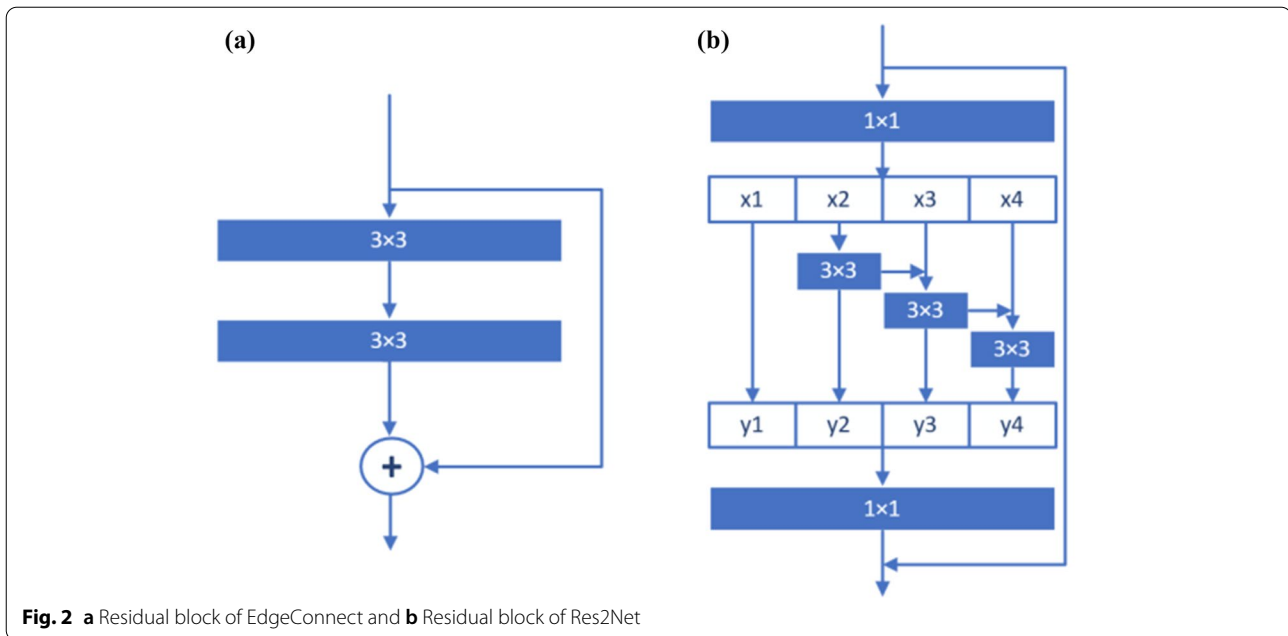 (a)
3×3
3×3
+
(b)
1×1
x1 x2 x3 x4
3×3
3×3
3×3
y1 y2 y3 y4
1×1
Fig. 2 a Residual block of EdgeConnect and b Residual block of Res2Net